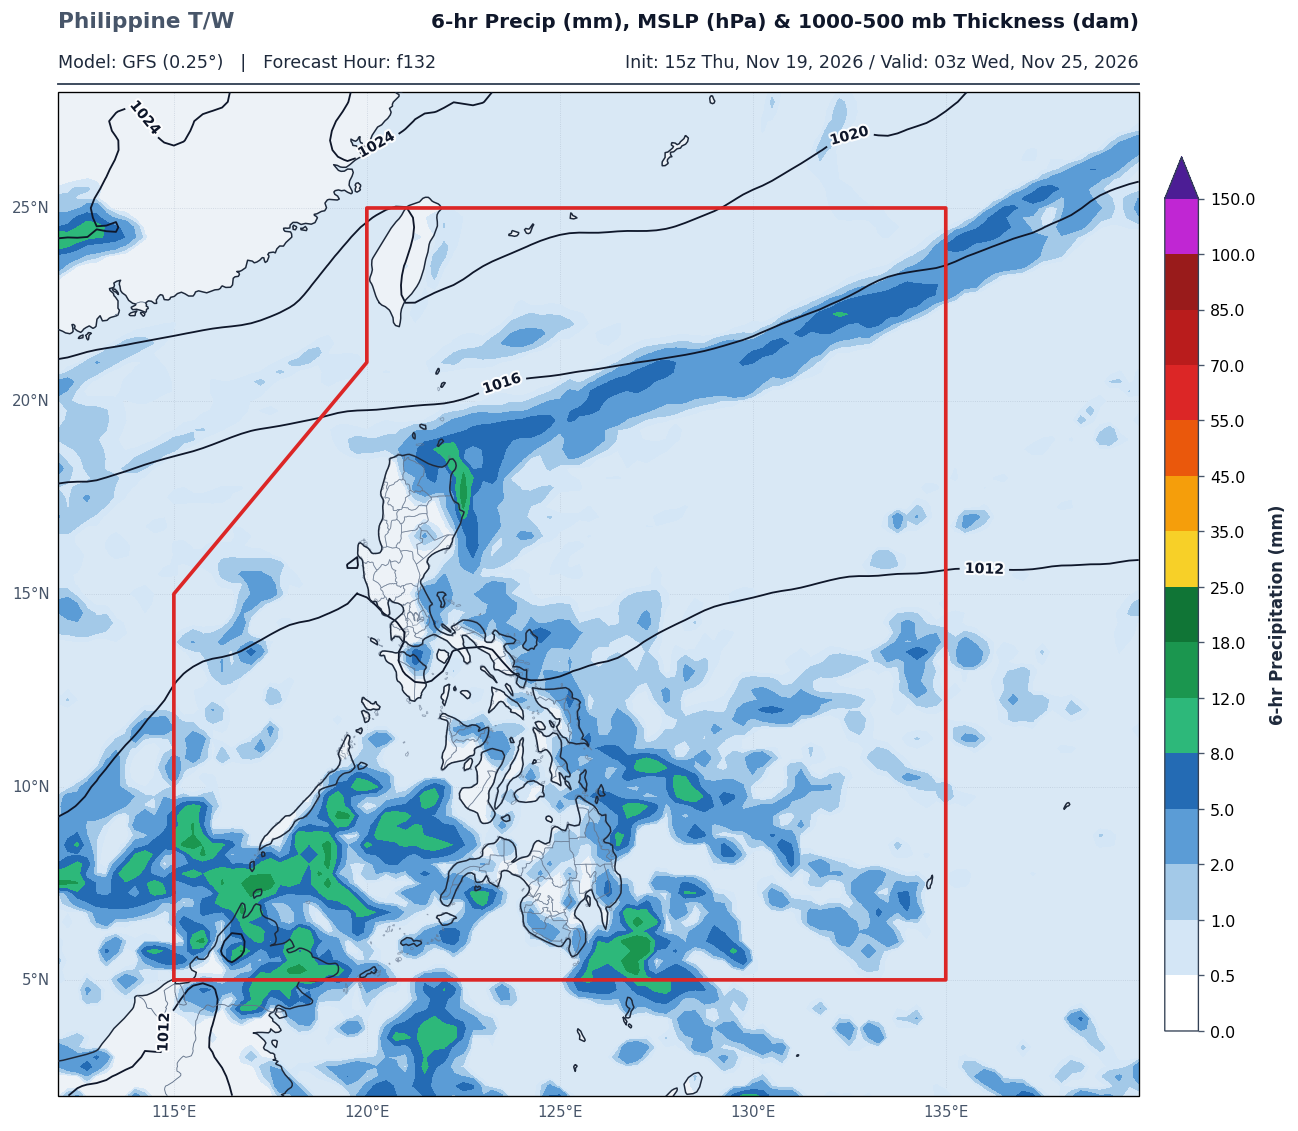 Philippine T/W
6-hr Precip (mm), MSLP (hPa) & 1000-500 mb Thickness (dam)
Model: GFS (0.25°) | Forecast Hour: f132
Init: 15z Thu, Nov 19, 2026 / Valid: 03z Wed, Nov 25, 2026
1024
1024
1020
1016
1012
1012
25°N
20°N
15°N
10°N
5°N
115°E
120°E
125°E
130°E
135°E
150.0
100.0
85.0
70.0
55.0
45.0
35.0
25.0
18.0
12.0
8.0
5.0
2.0
1.0
0.5
0.0
6-hr Precipitation (mm)